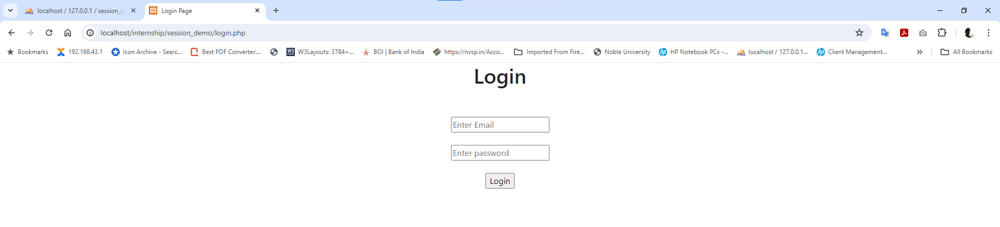 localhost / 127.0.0.1 / session_d
Login Page
localhost/internship/session_demo/login.php
Bookmarks 192.168.43.1 Icon Archive - Searc... Best PDF Converter:... W3Layouts: 3784+... BOI | Bank of India https://nvsp.in/Acco... Imported From Fire... Noble University HP Notebook PCs -... localhost / 127.0.0.1... Client Management... All Bookmarks
Login
Enter Email
Enter password
Login